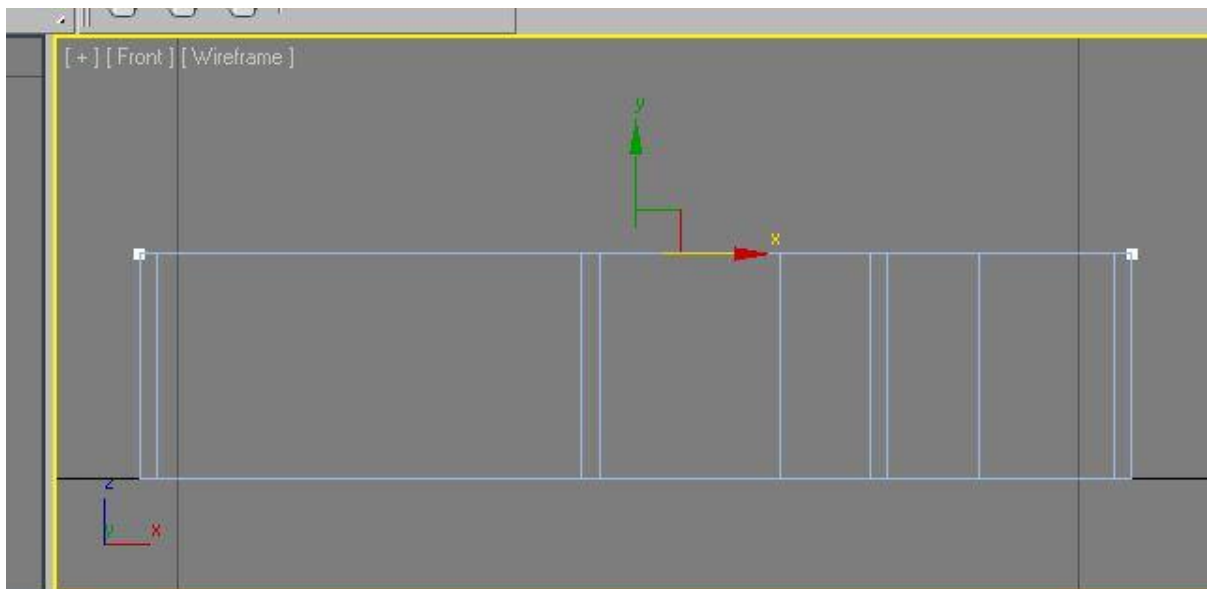 [ + ] [ Front ] [ Wireframe ]
y
x
z
y x